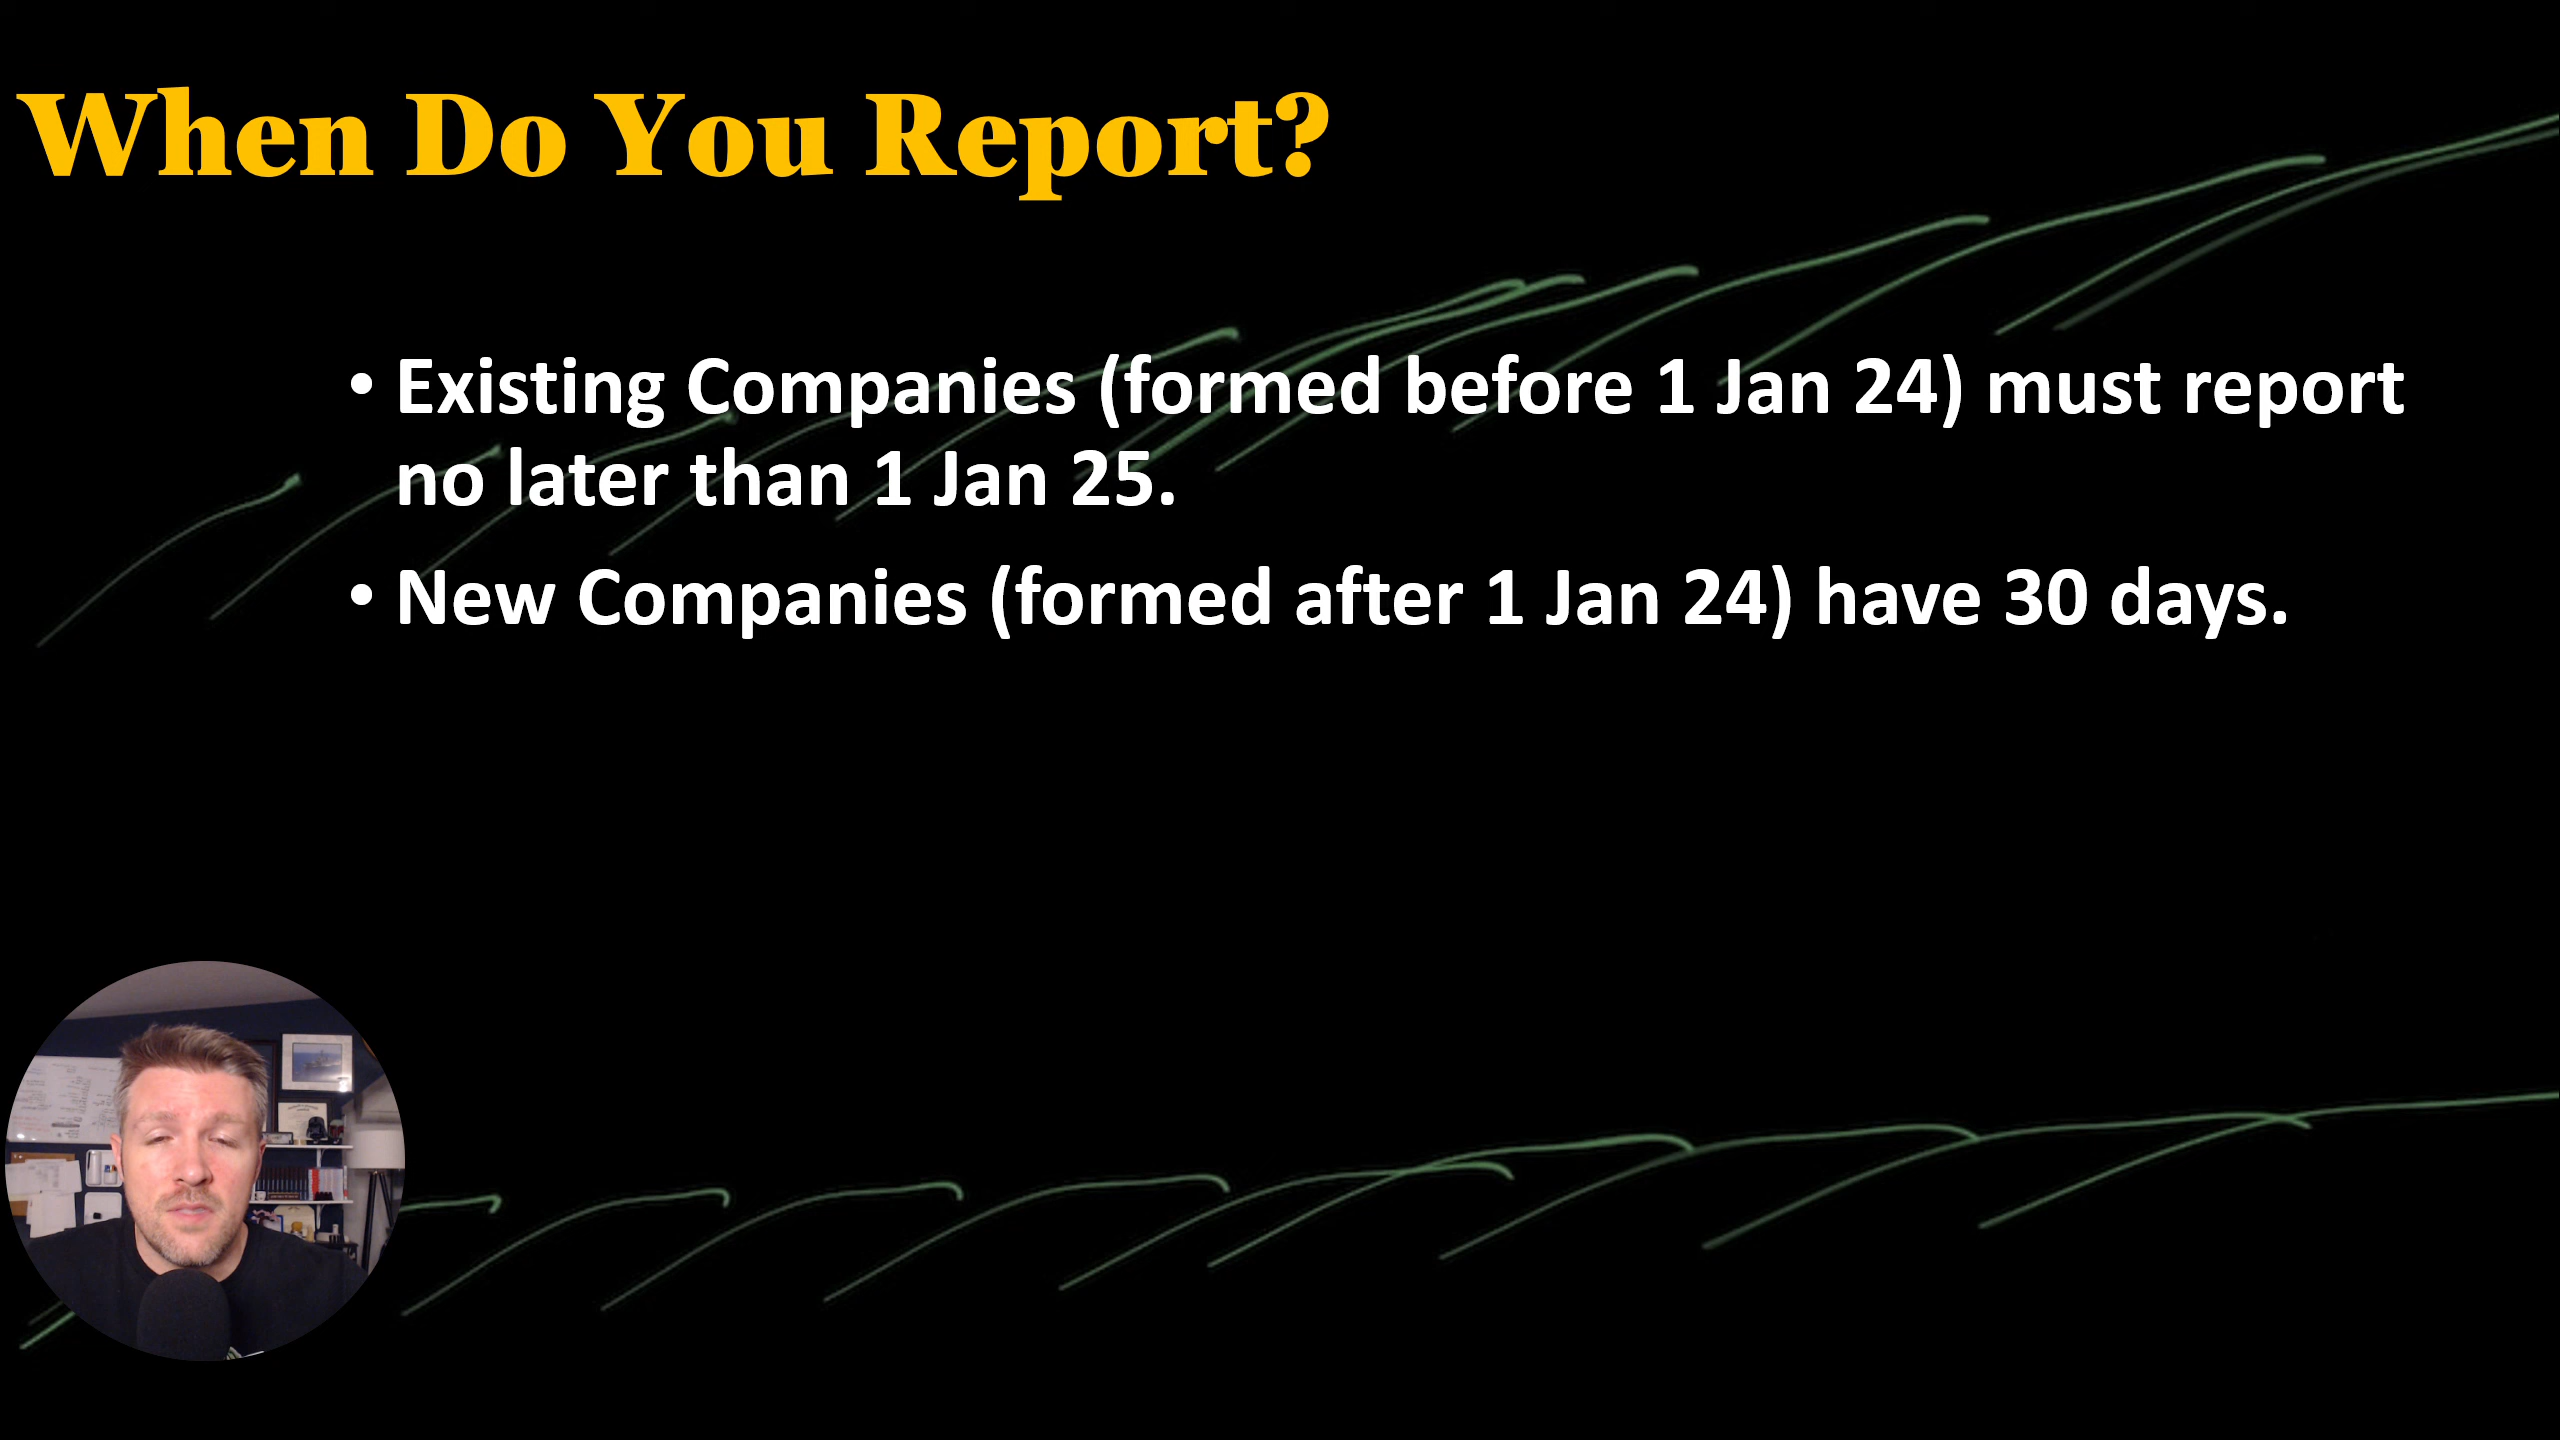 When Do You Report?
• Existing Companies (formed before 1 Jan 24) must report
no later than 1 Jan 25.
• New Companies (formed after 1 Jan 24) have 30 days.